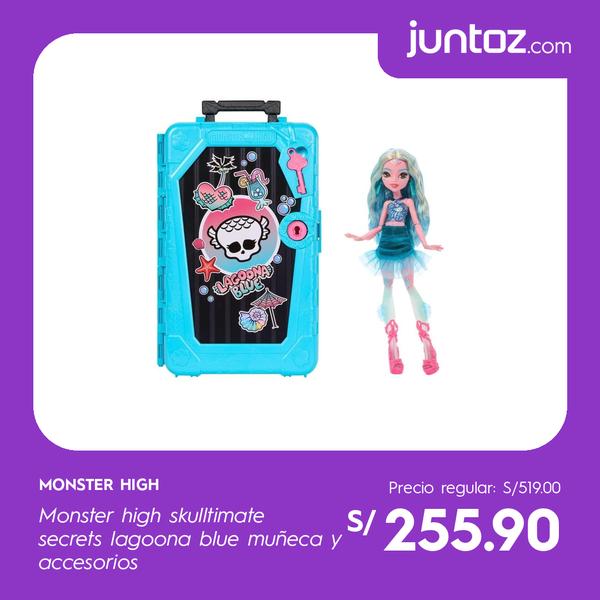 juntoz.com
LAGOONA
BLUE
MONSTER HIGH
Monster high skulltimate
secrets lagoona blue muñeca y
accesorios
Precio regular: S/519.00
S/ 255.90